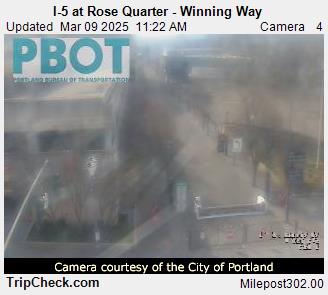 I-5 at Rose Quarter - Winning Way
Updated Mar 09 2025 11:22 AM Camera 4
PBOT
PORTLAND BUREAU OF TRANSPORTATION
Camera courtesy of the City of Portland
TripCheck.com Milepost302.00